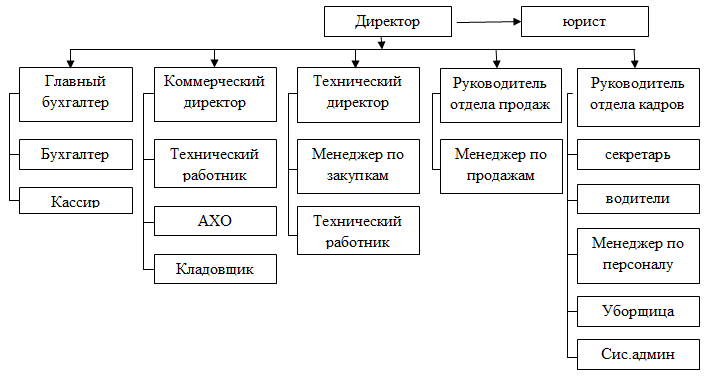 Директор
юрист
Главный
бухгалтер
Коммерческий
директор
Технический
директор
Руководитель
отдела продаж
Руководитель
отдела кадров
Бухгалтер
Кассир
Технический
работник
АХО
Кладовщик
Менеджер по
закупкам
Технический
работник
Менеджер по
продажам
секретарь
водители
Менеджер по
персоналу
Уборщица
Сис.админ